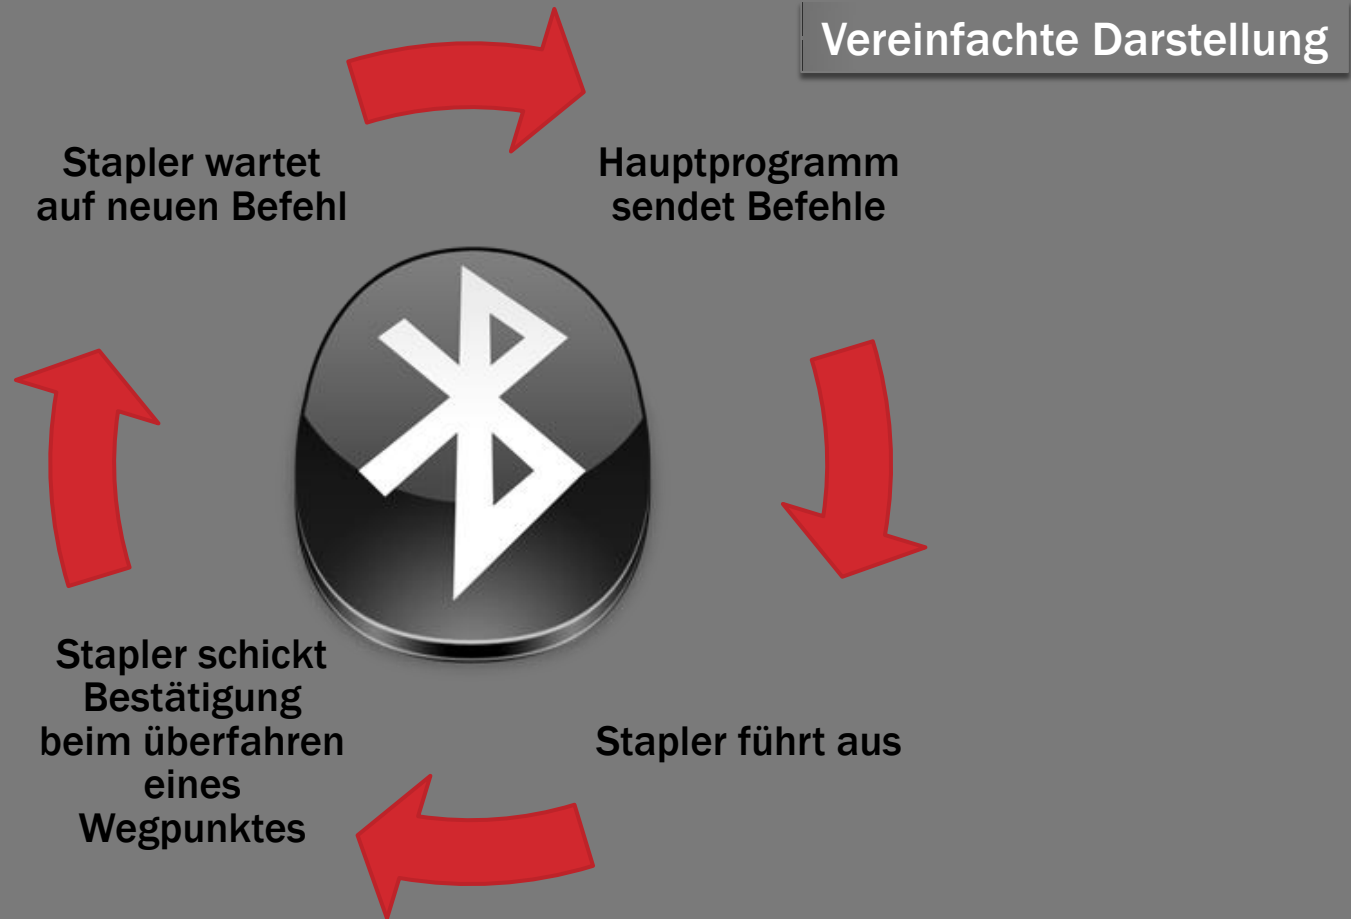 Vereinfachte Darstellung
Stapler wartet
auf neuen Befehl
Hauptprogramm
sendet Befehle
Stapler führt aus
Stapler schickt
Bestätigung
beim überfahren
eines
Wegpunktes